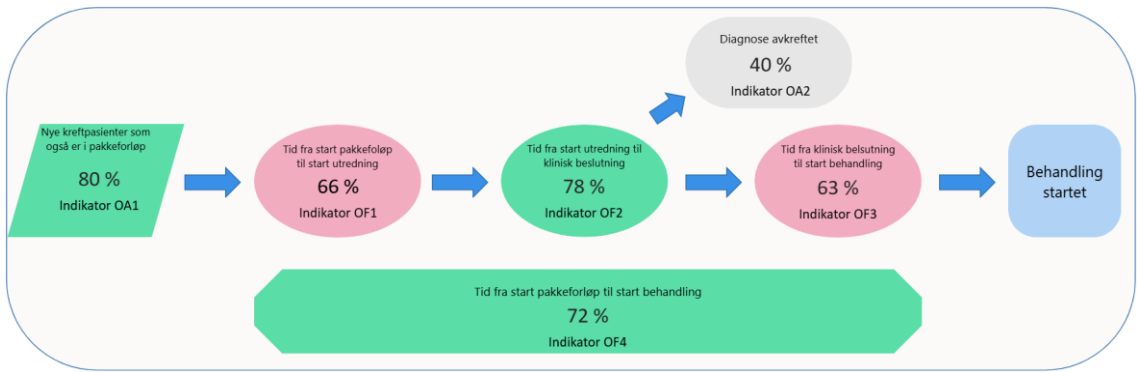 Nye kreftpasienter som
også er i pakkeforløp
80 %
Indikator OA1
Tid fra start pakkefoløp
til start utredning
66 %
Indikator OF1
Tid fra start utredning til
klinisk beslutning
78 %
Indikator OF2
Diagnose avkreftet
40 %
Indikator OA2
Tid fra klinisk belsutning
til start behandling
63 %
Indikator OF3
Behandling
startet
Tid fra start pakkeforløp til start behandling
72 %
Indikator OF4